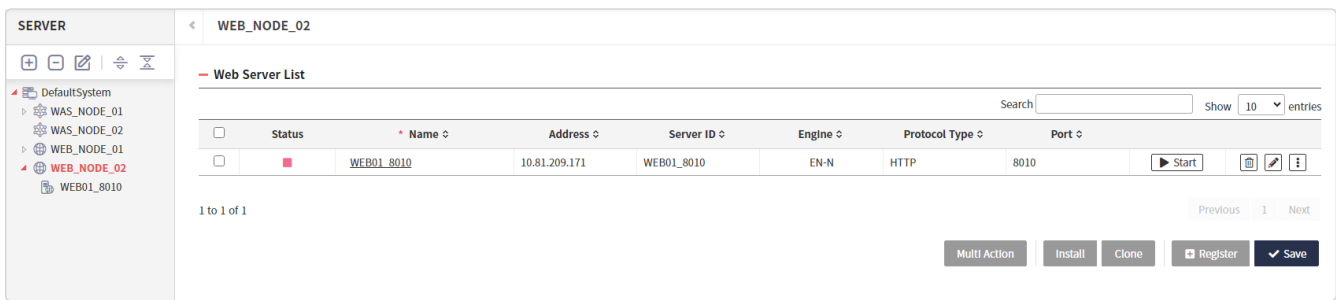 SERVER
WEB_NODE_02
DefaultSystem
WAS_NODE_01
WAS_NODE_02
WEB_NODE_01
WEB_NODE_02
WEB01_8010
Web Server List
Search Show 10 entries
Status * Name Address Server ID Engine Protocol Type Port
WEB01_8010 10.81.209.171 WEB01_8010 EN-N HTTP 8010 Start
1 to 1 of 1
Previous 1 Next
Multi Action Install Clone Register Save